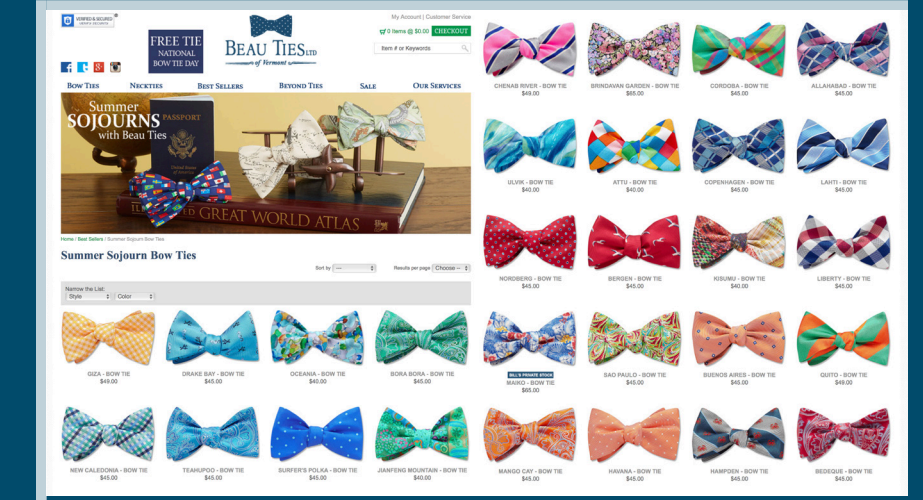 VERIFIED & SECURED
My Account | Customer Service
0 Items @ $0.00 CHECKOUT
Item # or Keywords
FREE TIE
NATIONAL
BOW TIE DAY
BEAU TIES LTD
of Vermont
BOW TIES NECKTIES BEST SELLERS BEYOND TIES SALE OUR SERVICES
Summer
SOJOURNS
with Beau Ties
PASSPORT
United States
of America
GREAT WORLD ATLAS
Home / Best Sellers / Summer Sojourn Bow Ties
Summer Sojourn Bow Ties
Sort by --- Results per page Choose --
Narrow the List:
Style Color
GIZA - BOW TIE
$49.00
DRAKE BAY - BOW TIE
$45.00
OCEANIA - BOW TIE
$40.00
BORA BORA - BOW TIE
$45.00
NEW CALEDONIA - BOW TIE
$49.00
TEAHUPOO - BOW TIE
$45.00
SURFER'S POLKA - BOW TIE
$45.00
JIANFENG MOUNTAIN - BOW TIE
$40.00
CHENAB RIVER - BOW TIE
$49.00
BRINDAVAN GARDEN - BOW TIE
$65.00
CORDOBA - BOW TIE
$45.00
ALLAHABAD - BOW TIE
$45.00
ULVIK - BOW TIE
$40.00
ATTU - BOW TIE
$40.00
COPENHAGEN - BOW TIE
$45.00
LAHTI - BOW TIE
$45.00
NORDBERG - BOW TIE
$45.00
BERGEN - BOW TIE
$45.00
KISUMU - BOW TIE
$40.00
LIBERTY - BOW TIE
$45.00
BILL'S PRIVATE STOCK
MAIKO - BOW TIE
$65.00
SAO PAULO - BOW TIE
$45.00
BUENOS AIRES - BOW TIE
$45.00
QUITO - BOW TIE
$49.00
MANGO CAY - BOW TIE
$45.00
HAVANA - BOW TIE
$45.00
HAMPDEN - BOW TIE
$45.00
BEDEQUE - BOW TIE
$45.00